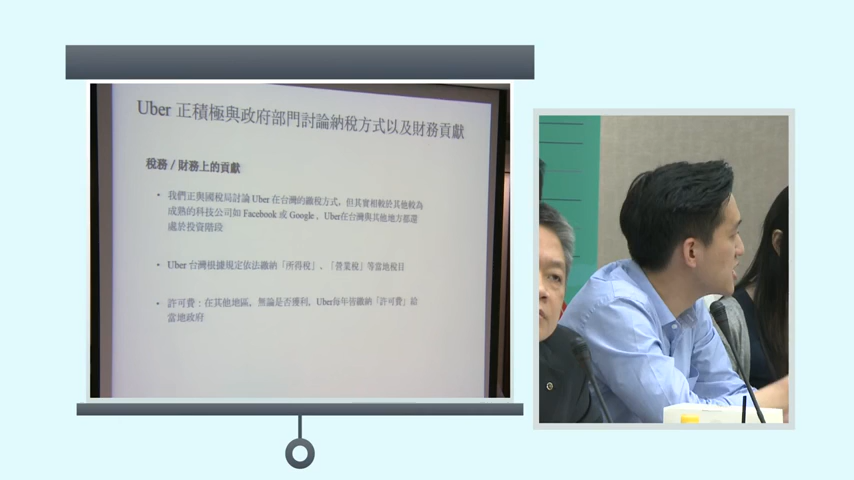 Uber 正積極與政府部門討論納稅方式以及財務貢獻
稅務 / 財務上的貢獻
• 我們正與國稅局討論 Uber 在台灣的繳稅方式，但其實相較於其他較為
成熟的科技公司如 Facebook 或 Google 、Uber在台灣與其他地方都還
處於投資階段
• Uber 台灣根據規定依法繳納「所得稅」、「營業稅」等當地稅目
• 許可費：在其他地區，無論是否獲利，Uber每年皆繳納「許可費」給
當地政府